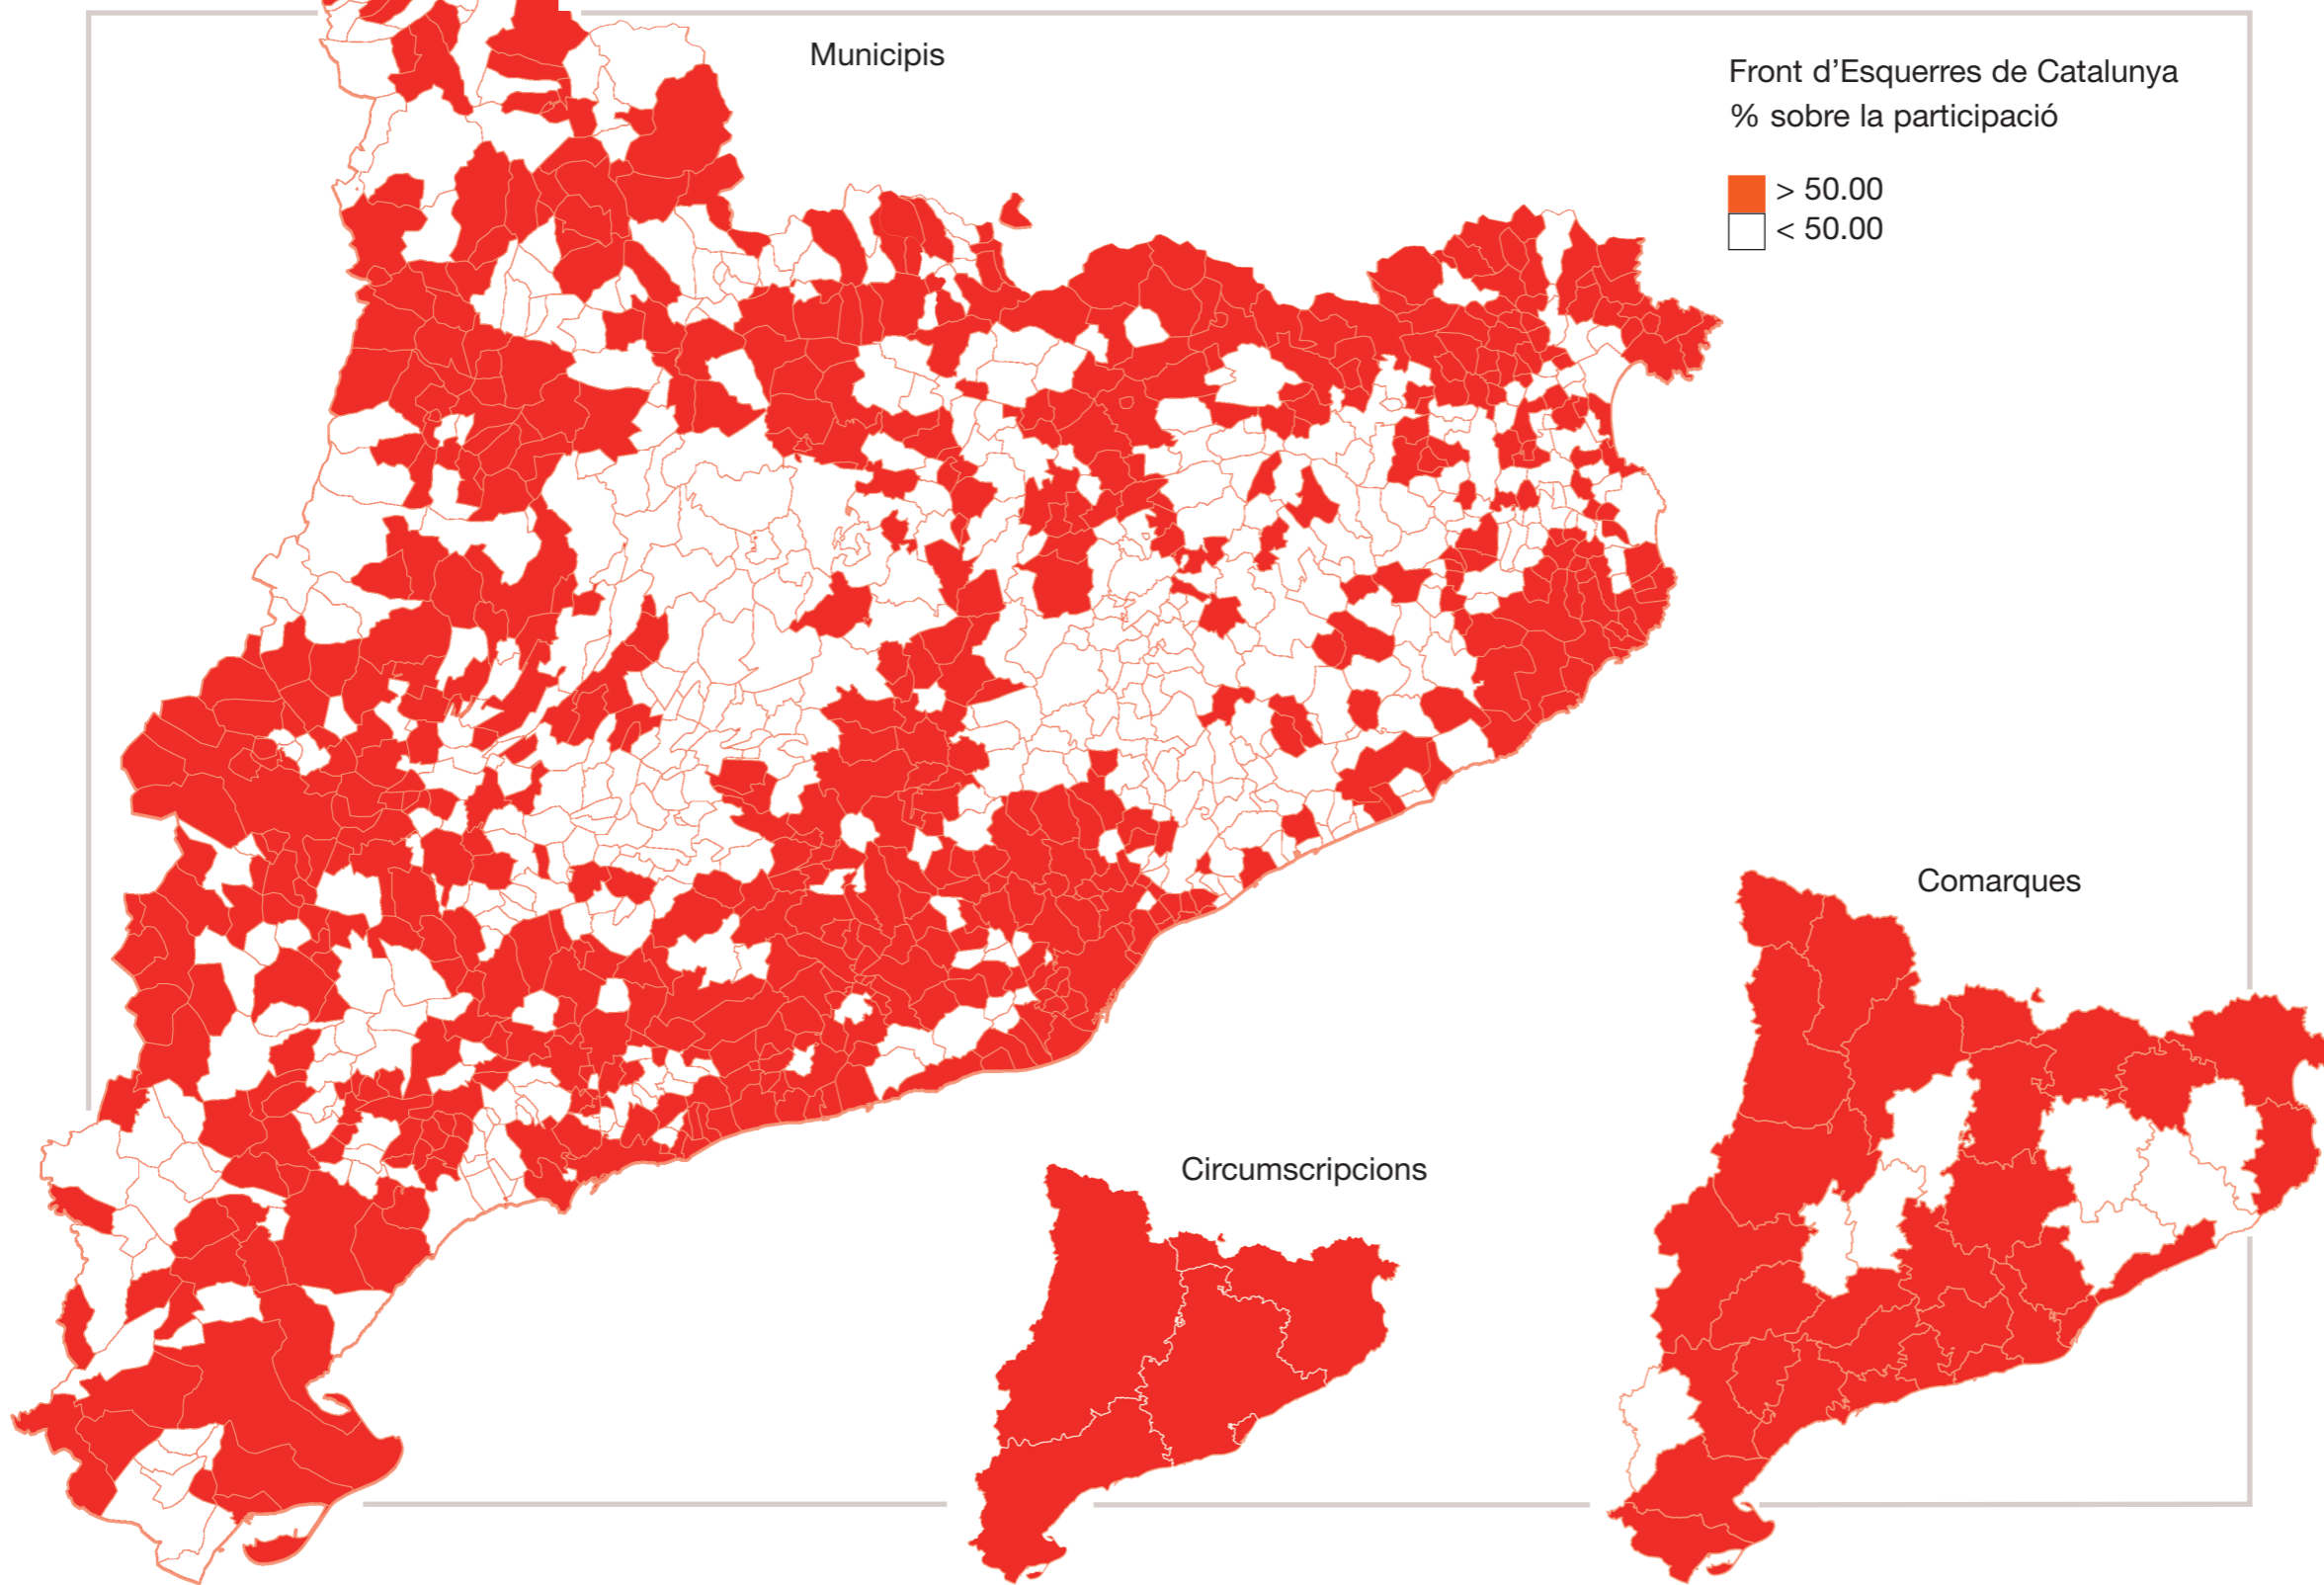 Municipis
Front d’Esquerres de Catalunya
% sobre la participació
> 50.00
< 50.00
Comarques
Circumscripcions